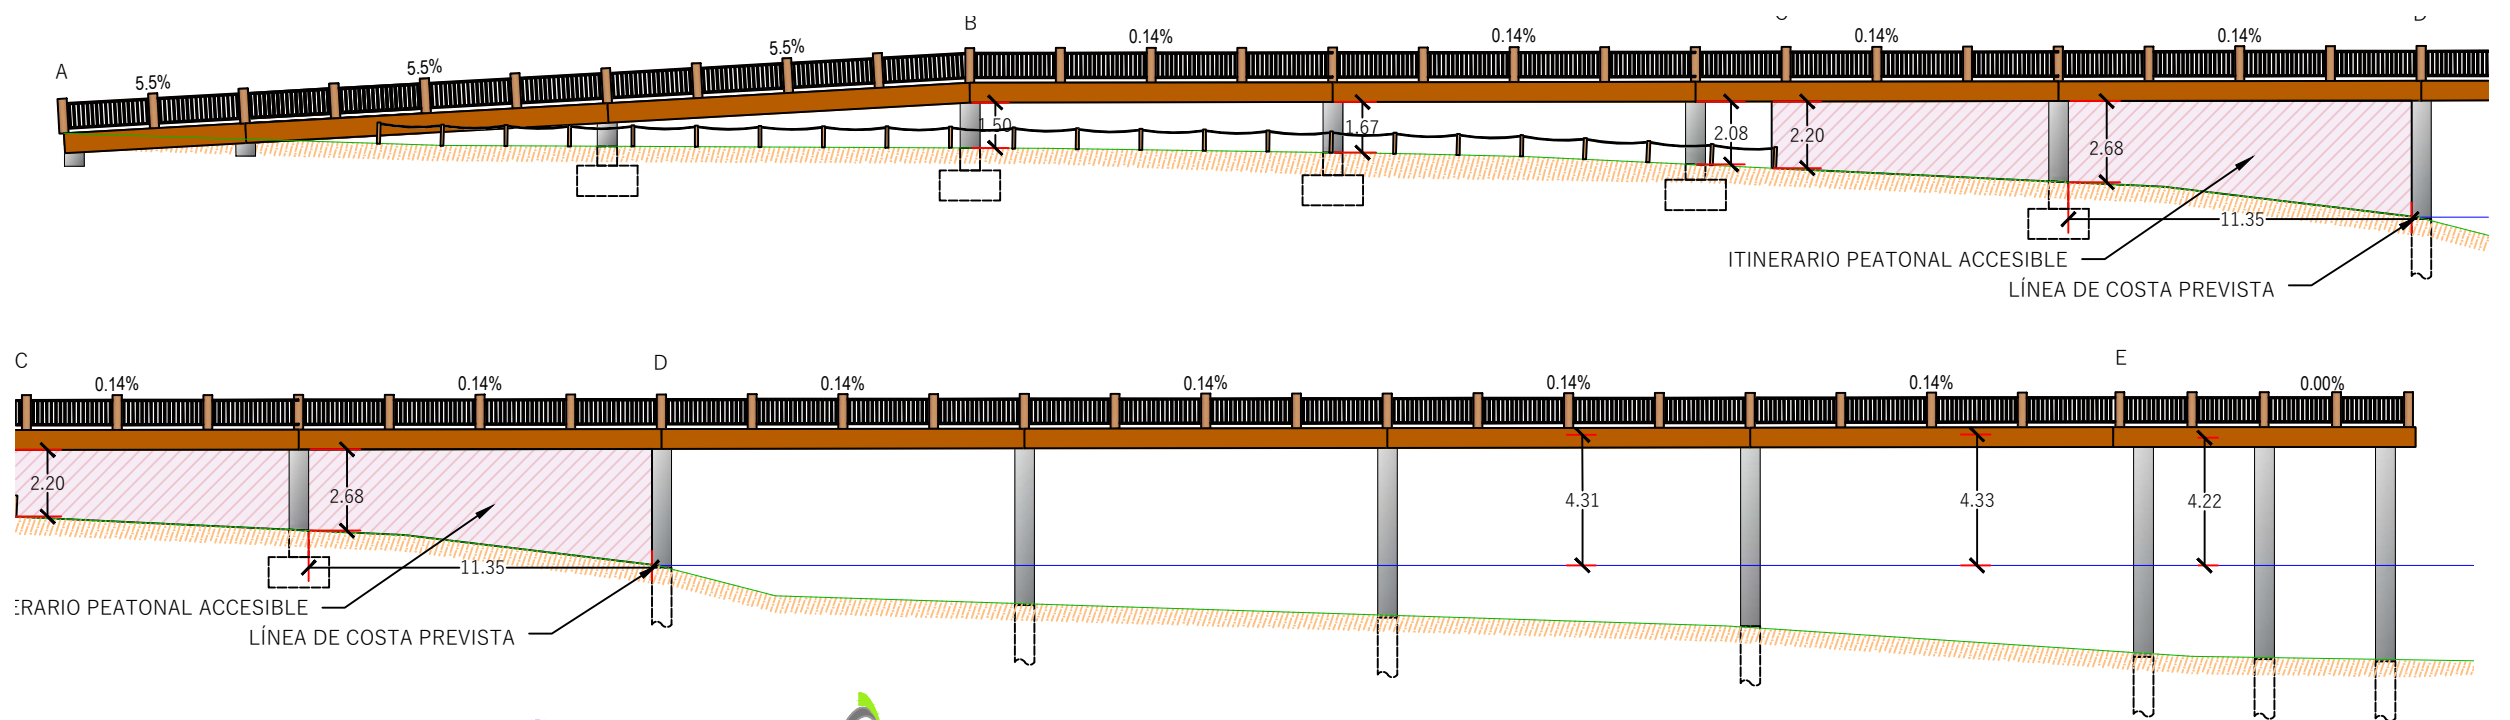 A
5.5%
5.5%
5.5%
B
0.14%
0.14%
C
0.14%
0.14%
D
1.50
1.67
2.08
2.20
2.68
11.35
ITINERARIO PEATONAL ACCESIBLE
LÍNEA DE COSTA PREVISTA
C
0.14%
0.14%
D
0.14%
0.14%
0.14%
0.14%
E
0.00%
2.20
2.68
4.31
4.33
4.22
11.35
ERARIO PEATONAL ACCESIBLE
LÍNEA DE COSTA PREVISTA